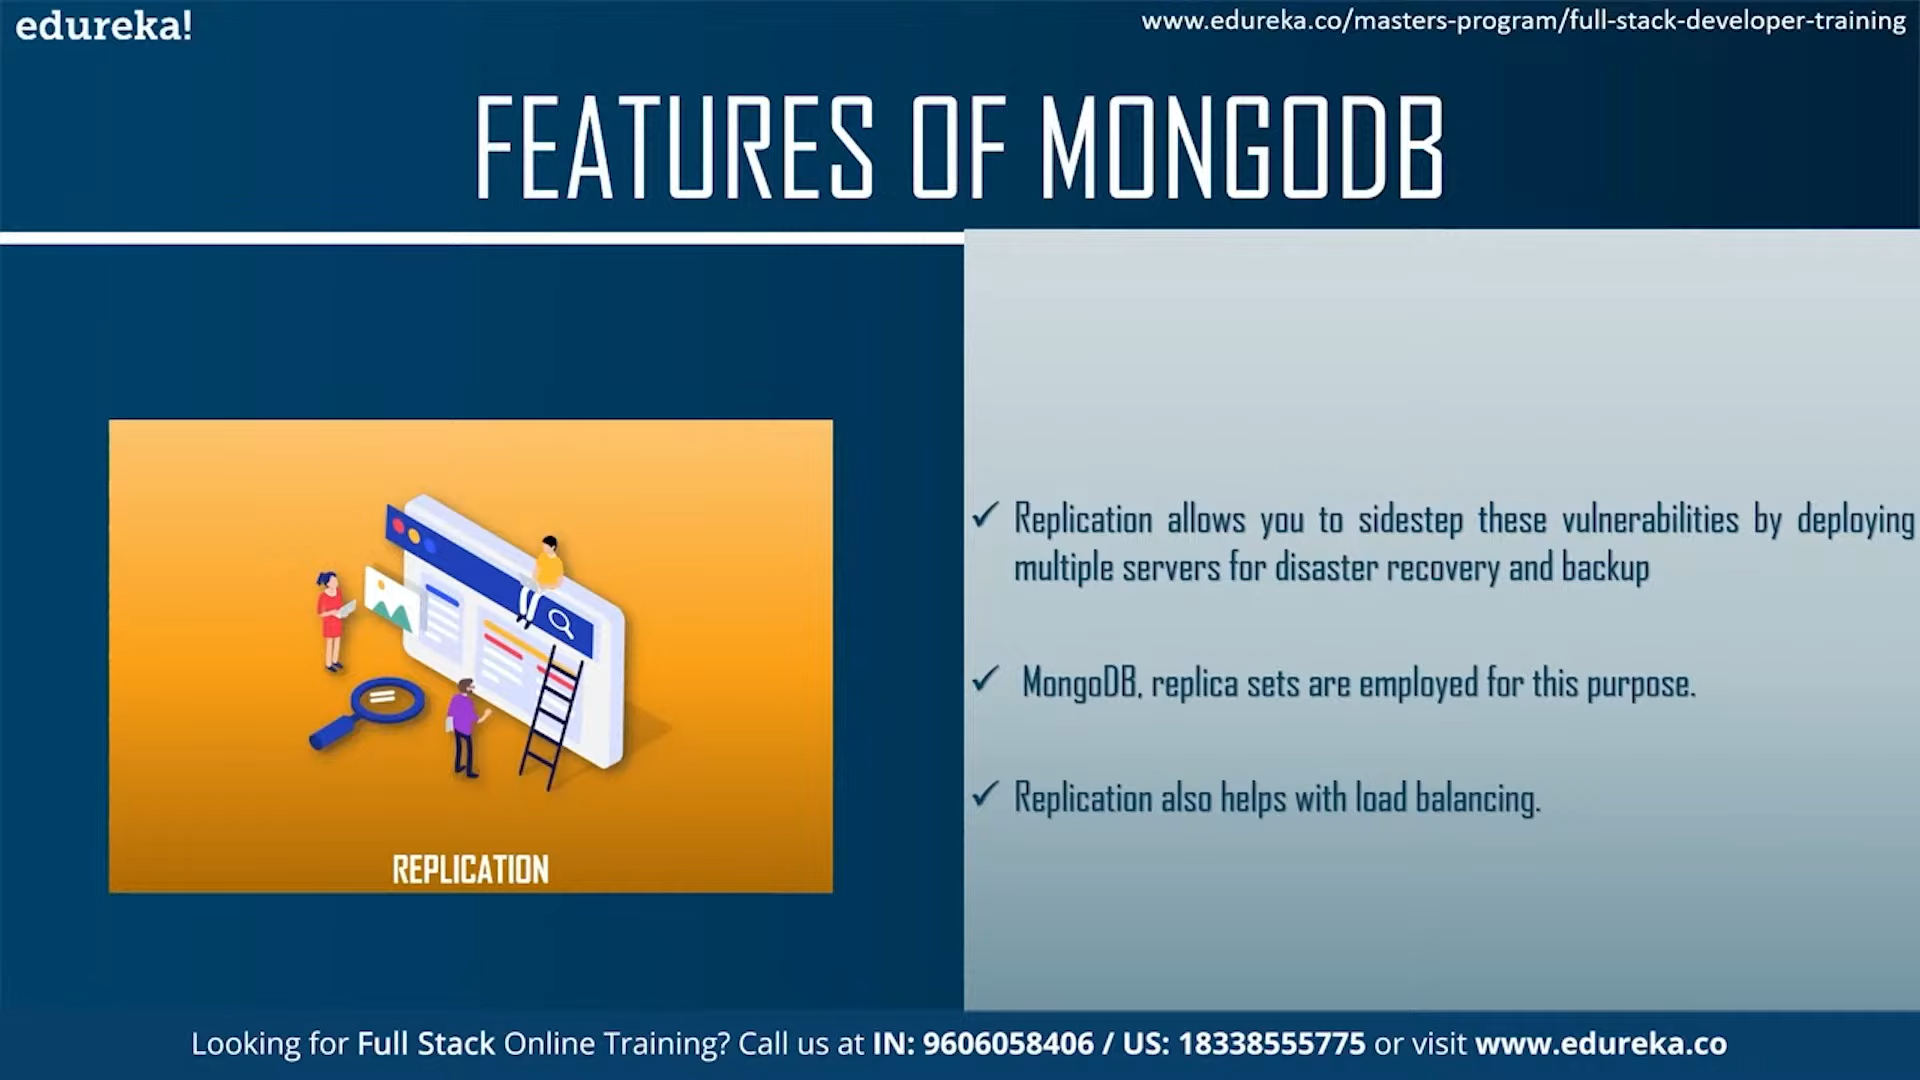 edureka!
www.edureka.co/masters-program/full-stack-developer-training
FEATURES OF MONGODB
REPLICATION
✓ Replication allows you to sidestep these vulnerabilities by deploying
multiple servers for disaster recovery and backup
✓ MongoDB, replica sets are employed for this purpose.
✓ Replication also helps with load balancing.
Looking for Full Stack Online Training? Call us at IN: 9606058406 / US: 18338555775 or visit www.edureka.co